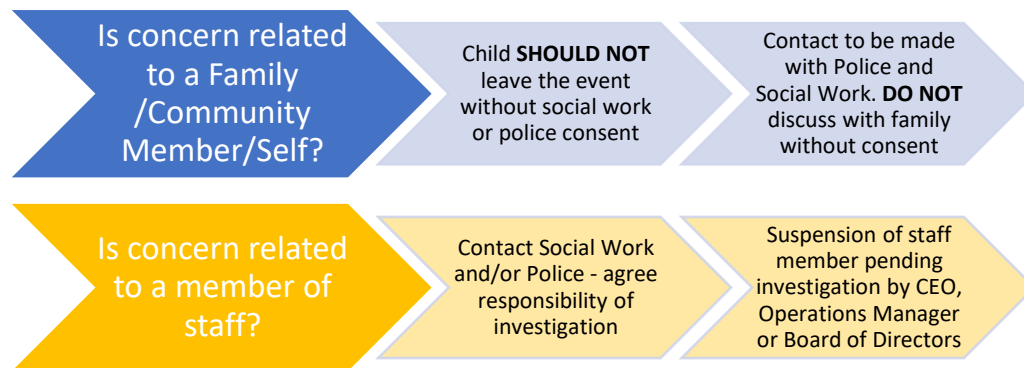 Is concern related
to a Family
/Community
Member/Self?
Child SHOULD NOT
leave the event
without social work
or police consent
Contact to be made
with Police and
Social Work. DO NOT
discuss with family
without consent
Is concern related
to a member of
staff?
Contact Social Work
and/or Police - agree
responsibility of
investigation
Suspension of staff
member pending
investigation by CEO,
Operations Manager
or Board of Directors